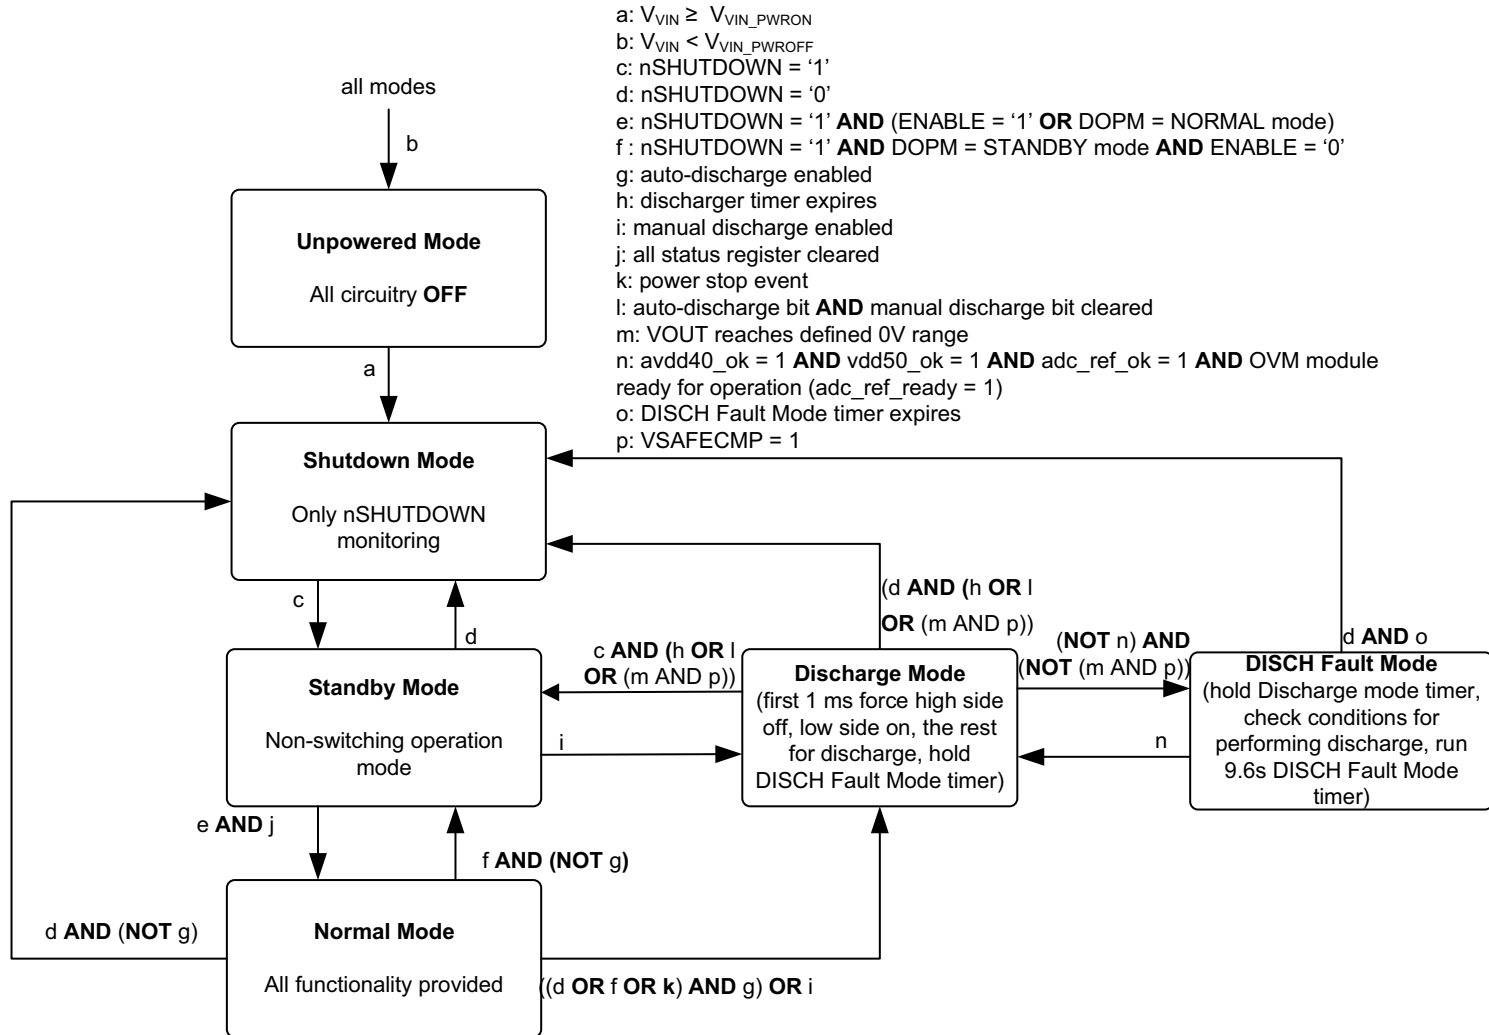 a: VVIN ≥ VVIN_PWRON
b: VVIN < VVIN_PWROFF
c: nSHUTDOWN = ‘1’
d: nSHUTDOWN = ‘0’
e: nSHUTDOWN = ‘1’ AND (ENABLE = ‘1’ OR DOPM = NORMAL mode)
f : nSHUTDOWN = ‘1’ AND DOPM = STANDBY mode AND ENABLE = ‘0’
g: auto-discharge enabled
h: discharger timer expires
i: manual discharge enabled
j: all status register cleared
k: power stop event
l: auto-discharge bit AND manual discharge bit cleared
m: VOUT reaches defined 0V range
n: avdd40_ok = 1 AND vdd50_ok = 1 AND adc_ref_ok = 1 AND OVM module
ready for operation (adc_ref_ready = 1)
o: DISCH Fault Mode timer expires
p: VSAFECMP = 1
all modes
b
Unpowered Mode
All circuitry OFF
a
Shutdown Mode
Only nSHUTDOWN
monitoring
c
d
(d AND (h OR l
OR (m AND p))
c AND (h OR l
OR (m AND p))
(NOT n) AND
(NOT (m AND p))
d AND o
Standby Mode
Non-switching operation
mode
i
Discharge Mode
(first 1 ms force high side
off, low side on, the rest
for discharge, hold
DISCH Fault Mode timer)
n
DISCH Fault Mode
(hold Discharge mode timer,
check conditions for
performing discharge, run
9.6s DISCH Fault Mode
timer)
e AND j
f AND (NOT g)
d AND (NOT g)
Normal Mode
All functionality provided
((d OR f OR k) AND g) OR i